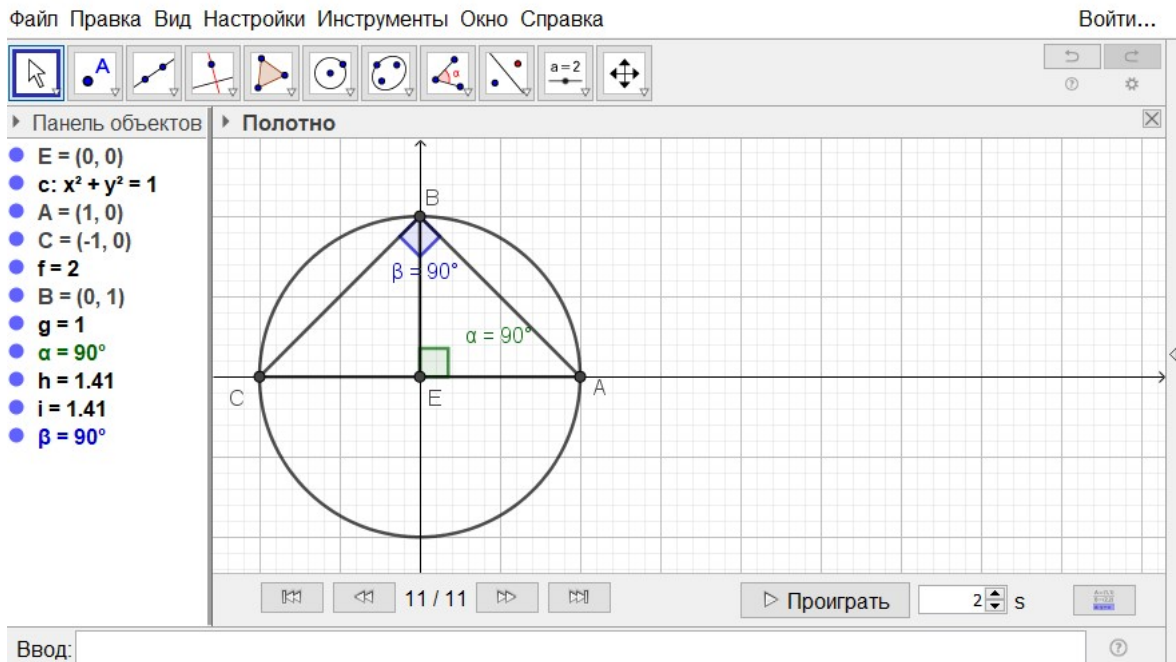 Файл Правка Вид Настройки Инструменты Окно Справка Войти...
A α a = 2
Панель объектов Полотно
E = (0, 0)
c: x² + y² = 1
A = (1, 0)
C = (-1, 0)
f = 2
B = (0, 1)
g = 1
α = 90°
h = 1.41
i = 1.41
β = 90°
B
β = 90°
α = 90°
C E A
11 / 11 Проиграть 2 s
Ввод: